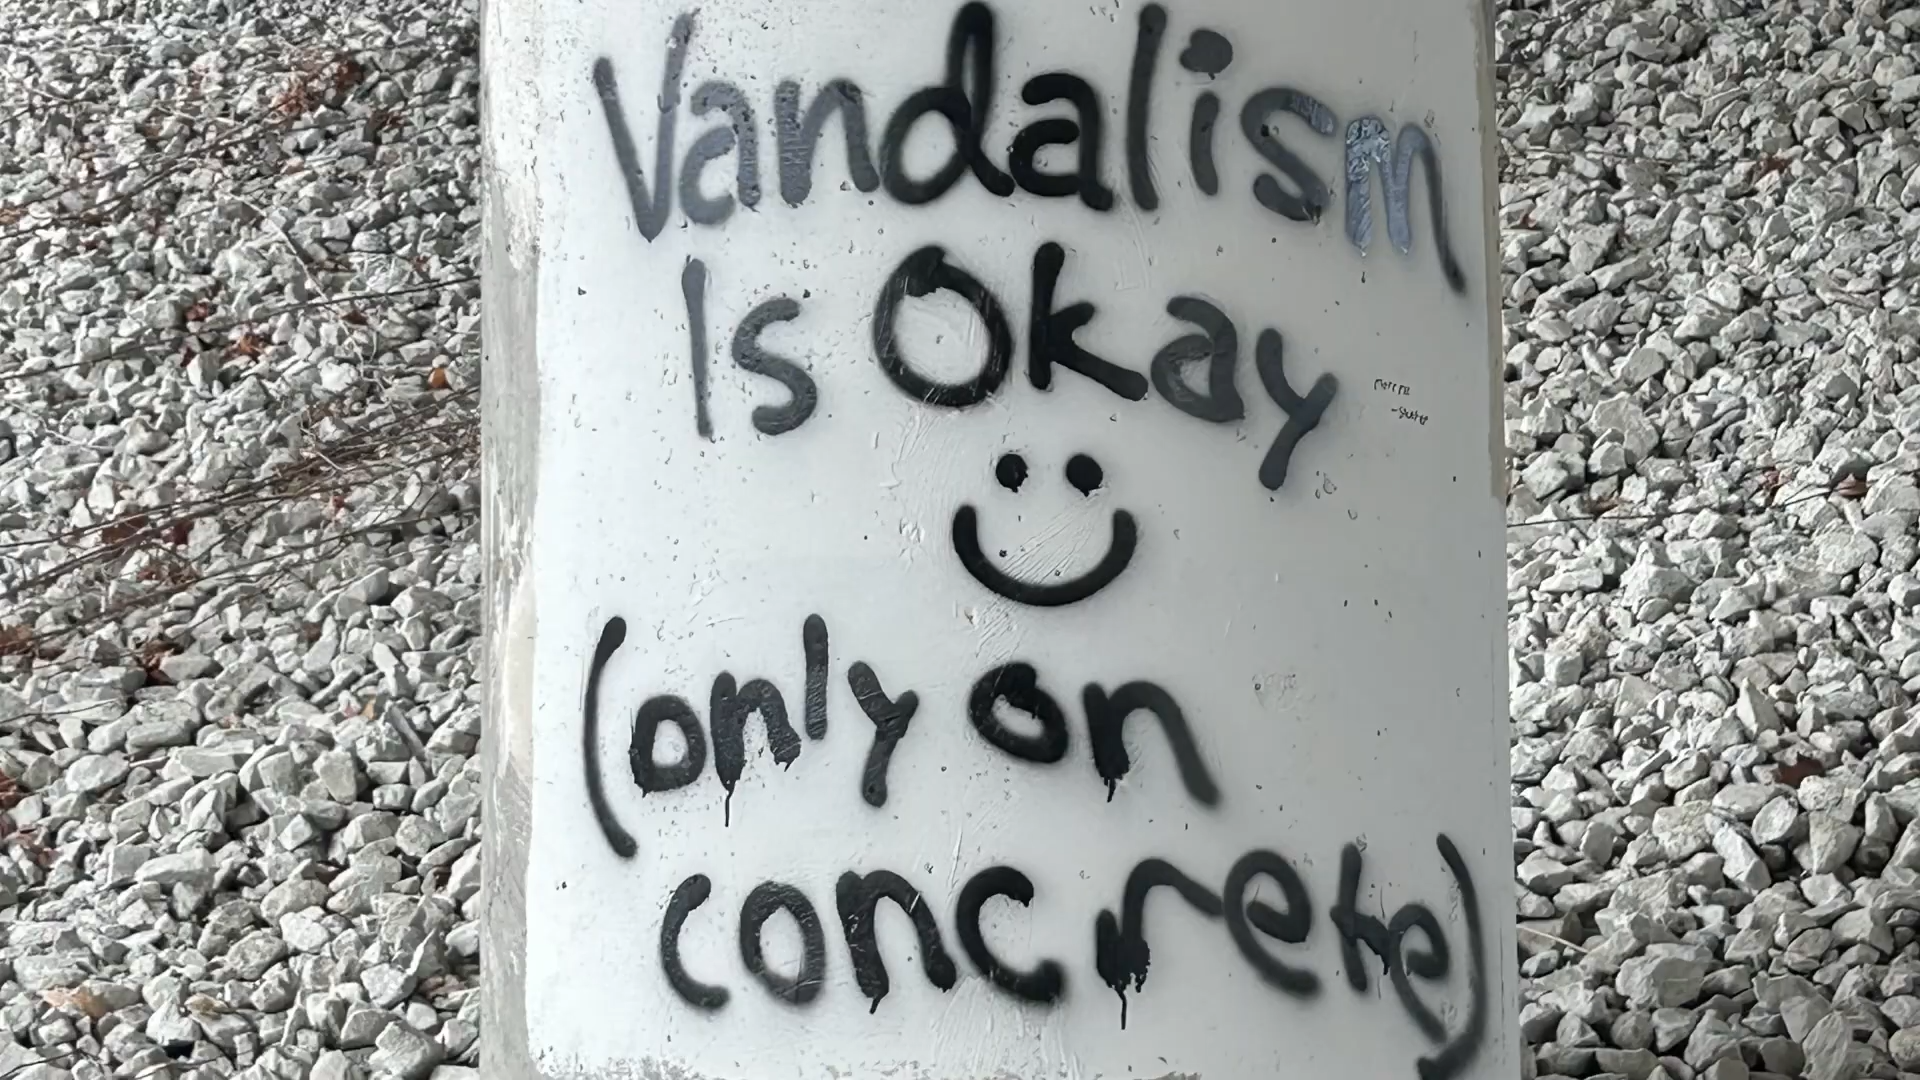 Vandalism
Is Okay
(only on
concrete)